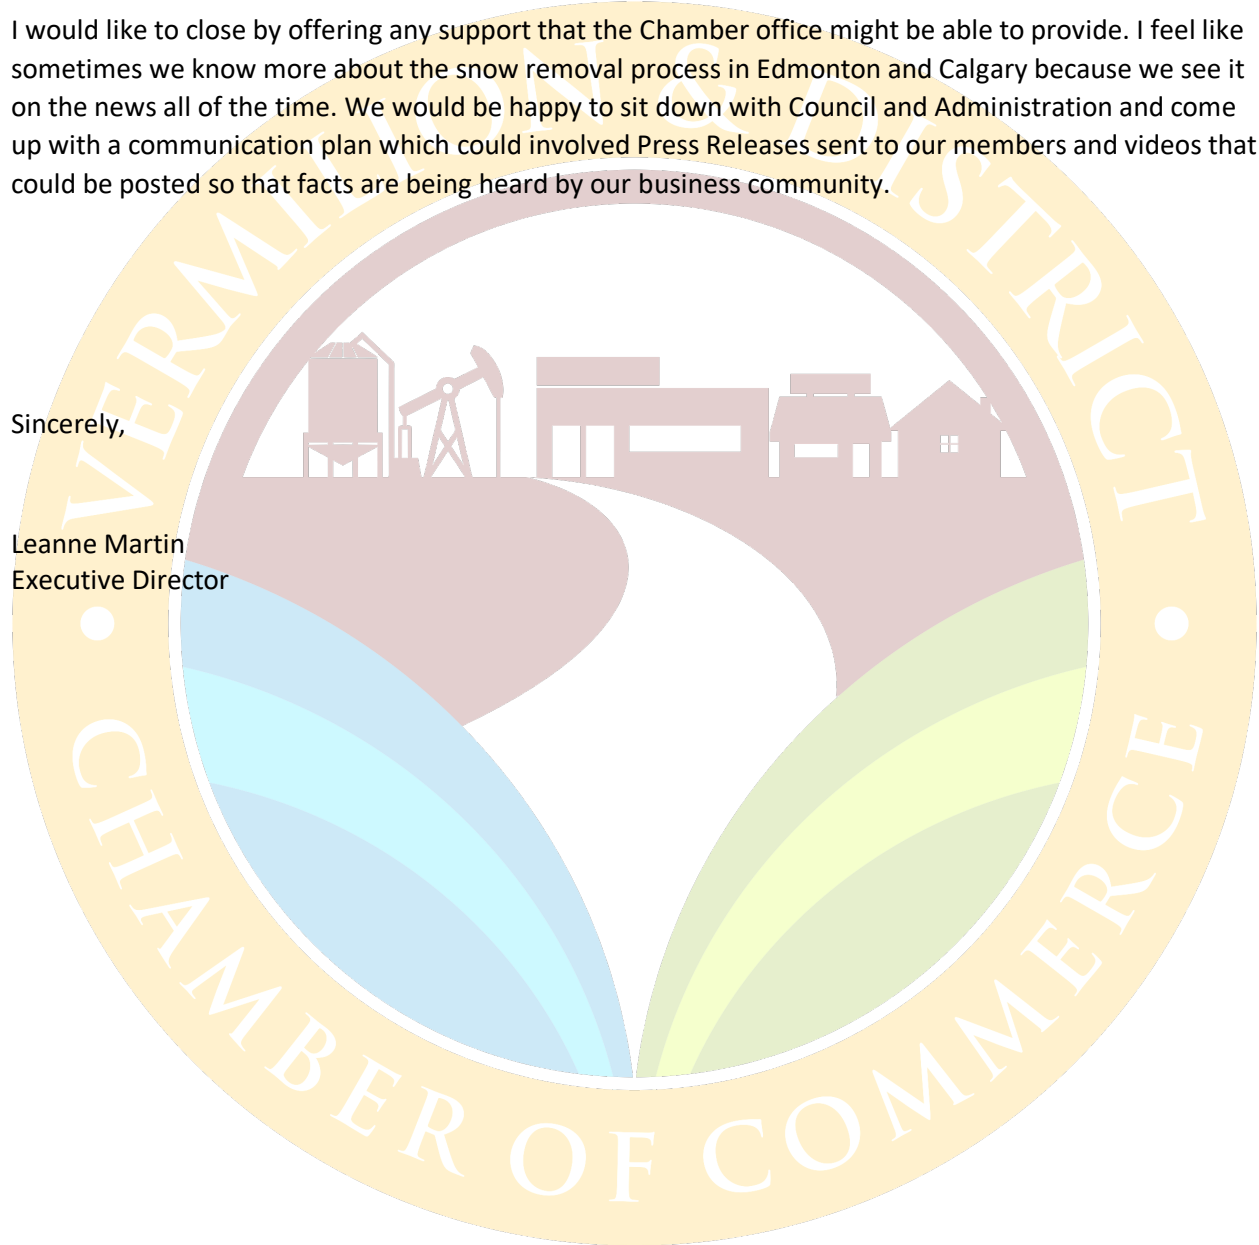 I would like to close by offering any support that the Chamber office might be able to provide. I feel like
sometimes we know more about the snow removal process in Edmonton and Calgary because we see it
on the news all of the time. We would be happy to sit down with Council and Administration and come
up with a communication plan which could involved Press Releases sent to our members and videos that
could be posted so that facts are being heard by our business community.
Sincerely,
Leanne Martin
Executive Director
VERMILION & DISTRICT
CHAMBER OF COMMERCE